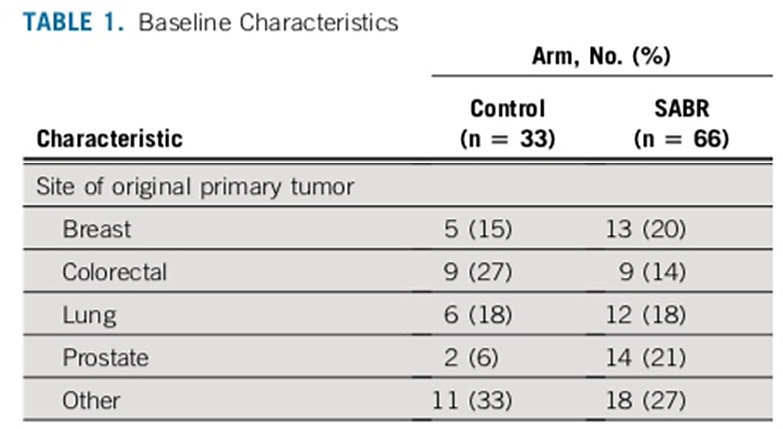 TABLE 1. Baseline Characteristics
Arm, No. (%)
Control SABR
Characteristic (n = 33) (n = 66)
Site of original primary tumor
Breast 5 (15) 13 (20)
Colorectal 9 (27) 9 (14)
Lung 6 (18) 12 (18)
Prostate 2 (6) 14 (21)
Other 11 (33) 18 (27)